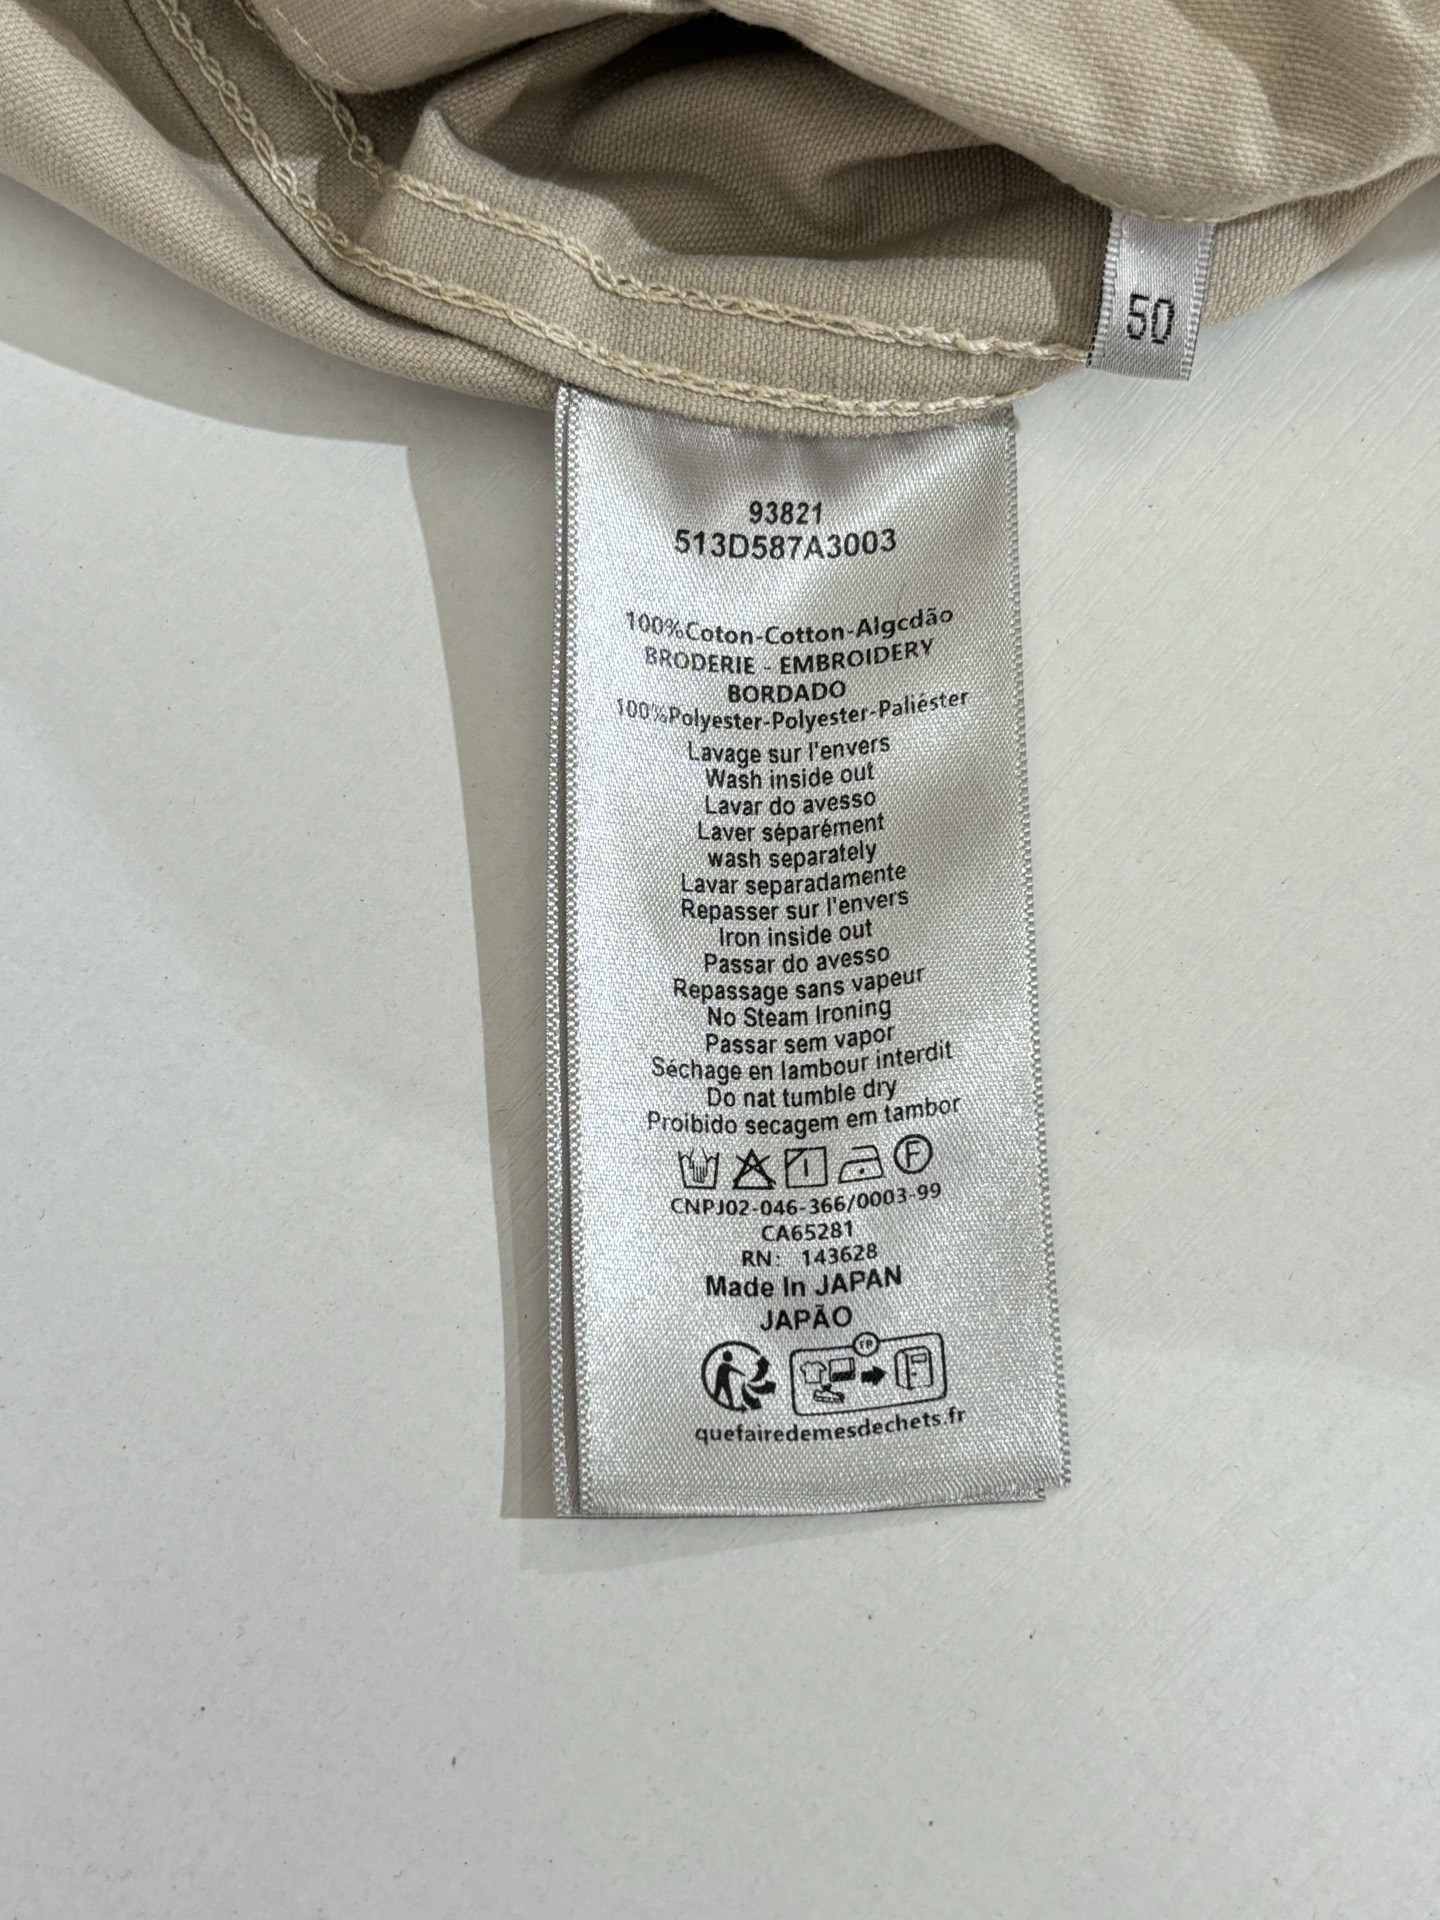 50
93821
513D587A3003
100%Coton-Cotton-Algcdão
BRODERIE - EMBROIDERY
BORDADO
100%Polyester-Polyester-Paliéster
Lavage sur l'envers
Wash inside out
Lavar do avesso
Laver séparément
wash separately
Lavar separadamente
Repasser sur l'envers
Iron inside out
Passar do avesso
Repassage sans vapeur
No Steam Ironing
Passar sem vapor
Séchage en lambour interdit
Do nat tumble dry
Proibido secagem em tambor
F
CNPJ02-046-366/0003-99
CA65281
RN: 143628
Made In JAPAN
JAPÃO
FR
quefairedemesdechets.fr